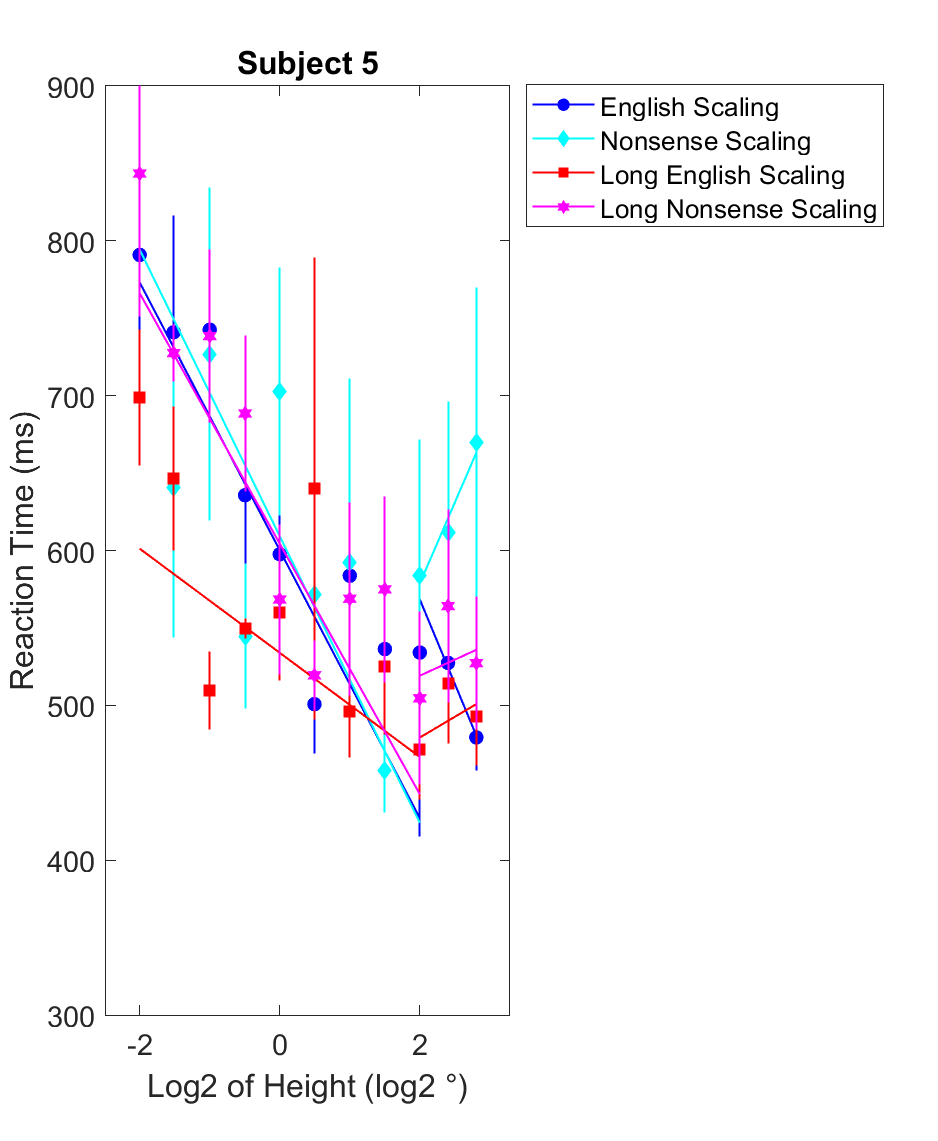 Subject 5
English Scaling
Nonsense Scaling
Long English Scaling
Long Nonsense Scaling
Reaction Time (ms)
900
800
700
600
500
400
300
-2 0 2
Log2 of Height (log2 °)